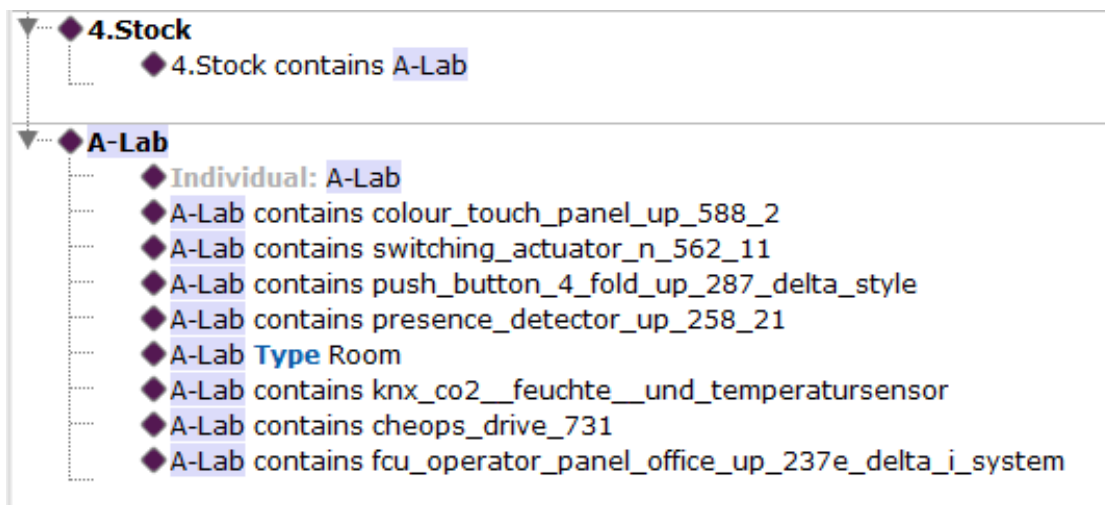 4.Stock
4.Stock contains A-Lab
A-Lab
Individual: A-Lab
A-Lab contains colour_touch_panel_up_588_2
A-Lab contains switching_actuator_n_562_11
A-Lab contains push_button_4_fold_up_287_delta_style
A-Lab contains presence_detector_up_258_21
A-Lab Type Room
A-Lab contains knx_co2__feuchte__und_temperatursensor
A-Lab contains cheops_drive_731
A-Lab contains fcu_operator_panel_office_up_237e_delta_i_system